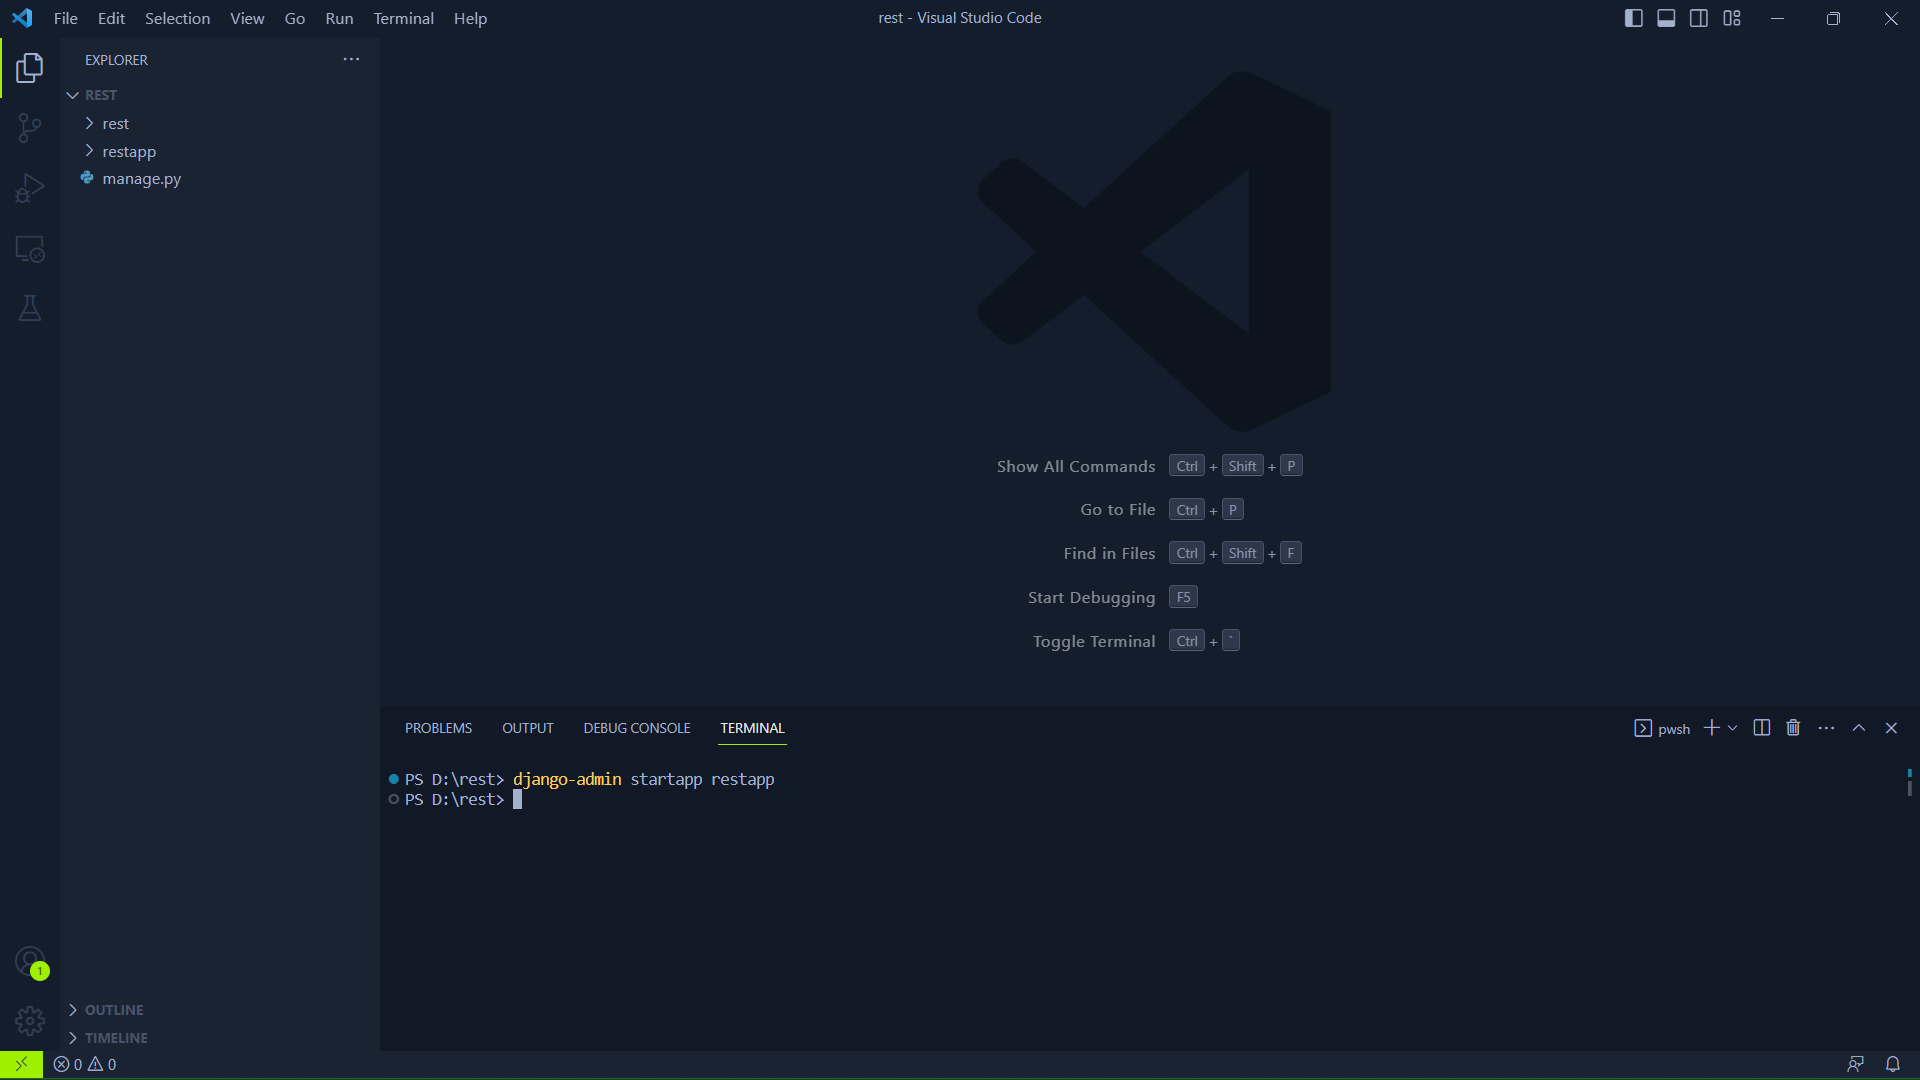 File Edit Selection View Go Run Terminal Help
rest - Visual Studio Code
EXPLORER
REST
rest
restapp
manage.py
Show All Commands Ctrl + Shift + P
Go to File Ctrl + P
Find in Files Ctrl + Shift + F
Start Debugging F5
Toggle Terminal Ctrl + `
PROBLEMS OUTPUT DEBUG CONSOLE TERMINAL
pwsh
PS D:\rest> django-admin startapp restapp
PS D:\rest>
1
OUTLINE
TIMELINE
0 0